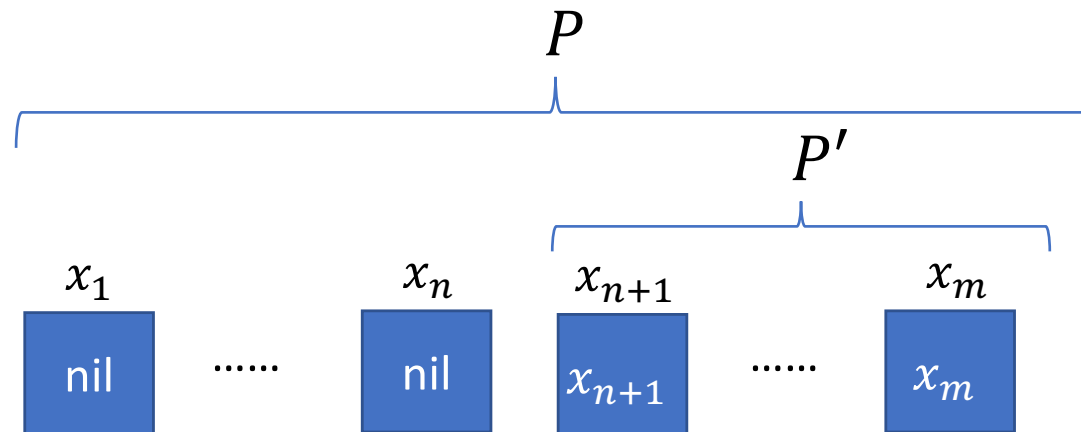 P
P′
x₁ xₙ xₙ₊₁ xₘ
nil ...... nil xₙ₊₁ ...... xₘ